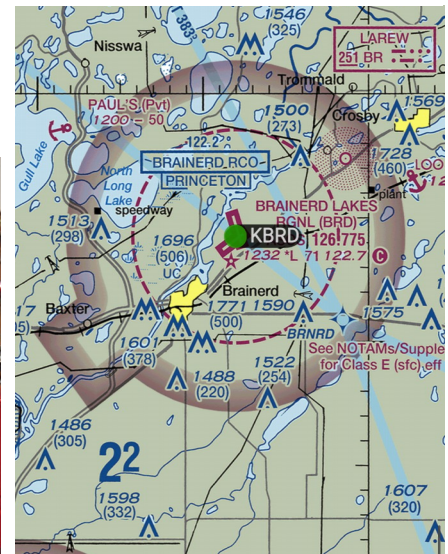 1546
(325)
Nisswa
383°
LAREW
251 BR
Trommald
PAUL'S (Pvt)
1200 - 50
1500
(273)
Crosby
1569
122.2
1728
(460)
Gull Lake
BRAINERD RCO
PRINCETON
North
Long
Lake
plant
LOO
12
1513
(298)
speedway
BRAINERD LAKES
RGNL (BRD)
126.775
KBRD
1696
(506)
UC
1232 *L 71 122.7 C
Brainerd
17
Baxter
1771
(500)
1590
1575
BRNRD
1601
(378)
See NOTAMs/Supple
for Class E (sfc) eff
1522
(254)
1488
(220)
1486
(305)
22
1598
(332)
1607
(320)